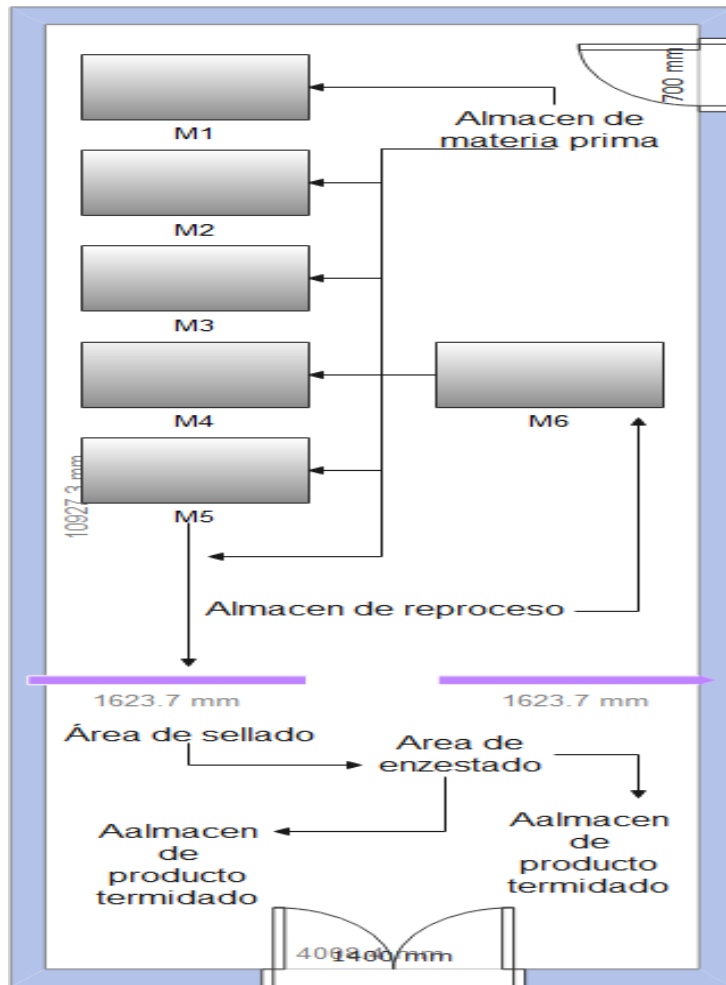 700 mm
Almacen de
materia prima
M1
M2
M3
M4
M6
M5
10927.3 mm
Almacen de reproceso
1623.7 mm
1623.7 mm
Área de sellado
Area de
enzestado
Aalmacen
de
producto
termidado
Aalmacen
de
producto
termidado
1400 mm